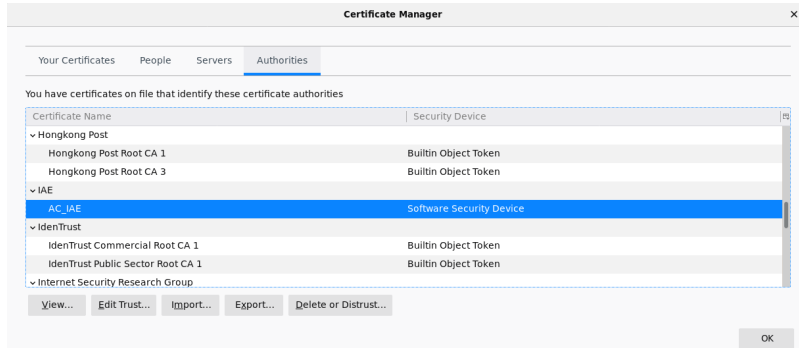 Certificate Manager
Your Certificates People Servers Authorities
You have certificates on file that identify these certificate authorities
Certificate Name Security Device
Hongkong Post
Hongkong Post Root CA 1 Builtin Object Token
Hongkong Post Root CA 3 Builtin Object Token
IAE
AC_IAE Software Security Device
IdenTrust
IdenTrust Commercial Root CA 1 Builtin Object Token
IdenTrust Public Sector Root CA 1 Builtin Object Token
Internet Security Research Group
View... Edit Trust... Import... Export... Delete or Distrust...
OK